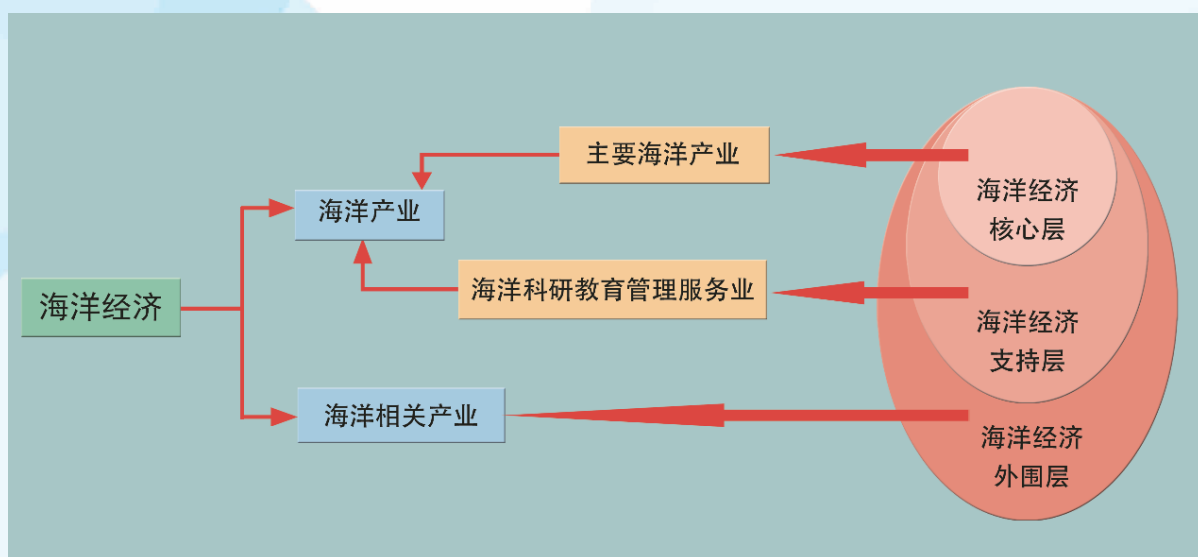 主要海洋产业
海洋经济
核心层
海洋产业
海洋科研教育管理服务业
海洋经济
海洋经济
支持层
海洋相关产业
海洋经济
外围层